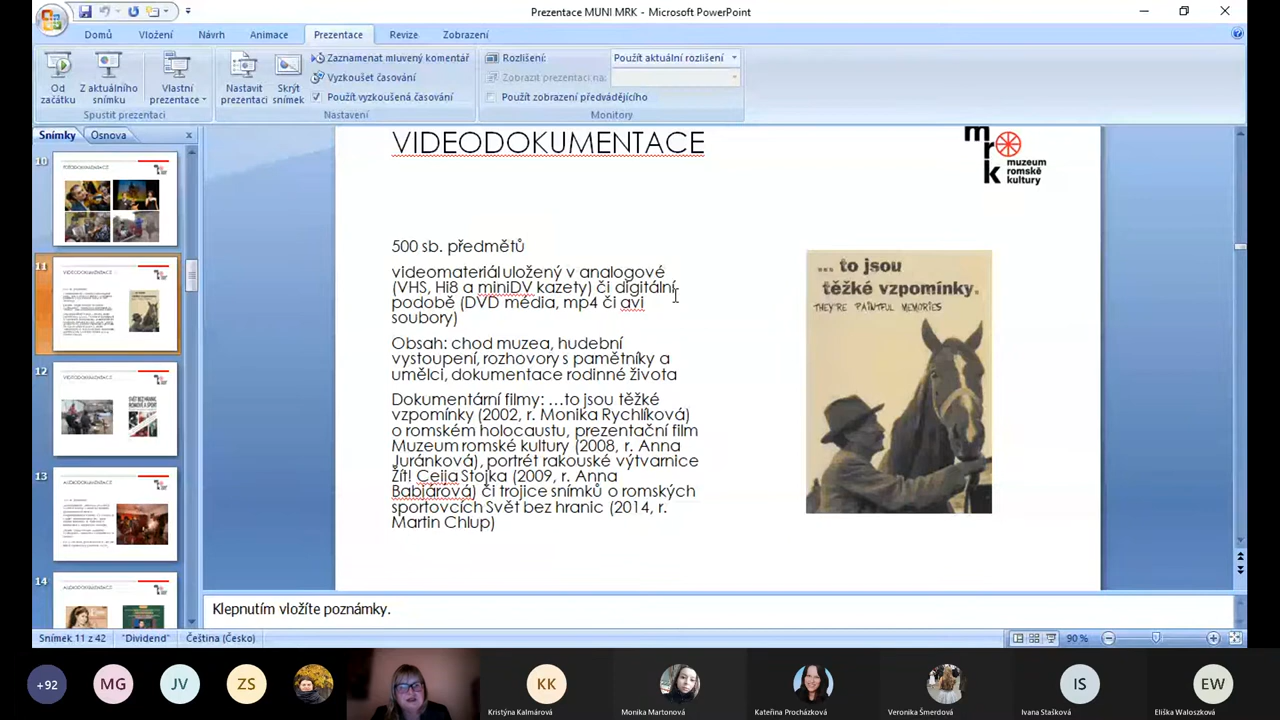 Prezentace MUNI MRK - Microsoft PowerPoint
Domů Vložení Návrh Animace Prezentace Revize Zobrazení
Od začátku
Z aktuálního snímku
Vlastní prezentace
Spustit prezentaci
Nastavit prezentaci
Skrýt snímek
Zaznamenat mluvený komentář
Vyzkoušet časování
Použít vyzkoušená časování
Nastavení
Rozlišení: Použít aktuální rozlišení
Zobrazit prezentaci na:
Použít zobrazení předvádějícího
Monitory
Snímky Osnova
10
11
12
13
14
VIDEODOKUMENTACE
mrk
muzeum
romské
kultury
500 sb. předmětů
videomateriál uložený v analogové
(VHS, Hi8 a miniDV kazety) či digitální
podobě (DVD média, mp4 či avi
soubory)
Obsah: chod muzea, hudební
vystoupení, rozhovory s pamětníky a
umělci, dokumentace rodinné života
Dokumentární filmy: …to jsou těžké
vzpomínky (2002, r. Monika Rychlíková)
o romském holocaustu, prezentační film
Muzeum romské kultury (2008, r. Anna
Juránková), portrét rakouské výtvarnice
Žít! Ceija Stojka (2009, r. Anna
Babjárová) či trojice snímků o romských
sportovcích Svět bez hranic (2014, r.
Martin Chlup)
... to jsou
těžké vzpomínky.
THEY'RE PAINFUL MEMORIES
Klepnutím vložíte poznámky.
Snímek 11 z 42 "Dividend" Čeština (Česko) 90 %
+92 MG JV ZS KK IS EW
Kristýna Kalmárová Monika Martonová Kateřina Procházková Veronika Šmerdová Ivana Stašková Eliška Waloszková